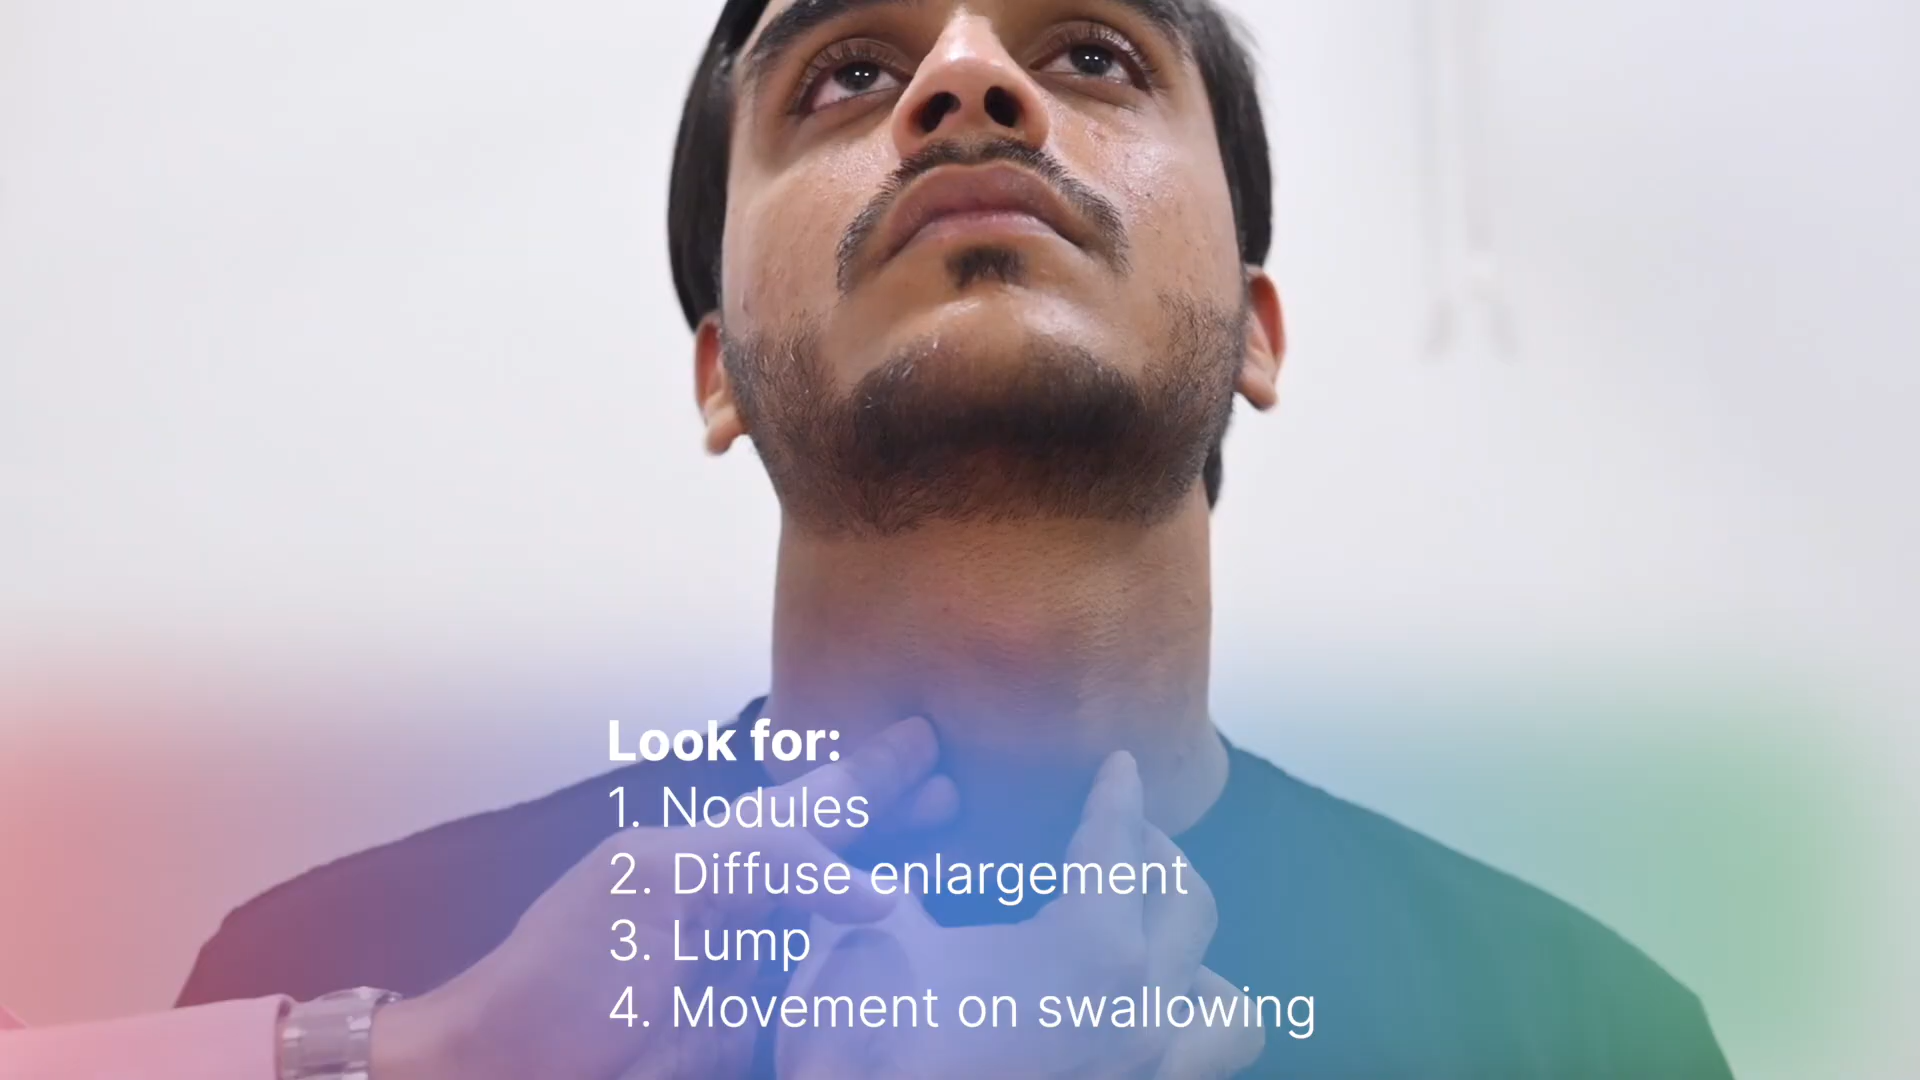 Look for:
1. Nodules
2. Diffuse enlargement
3. Lump
4. Movement on swallowing